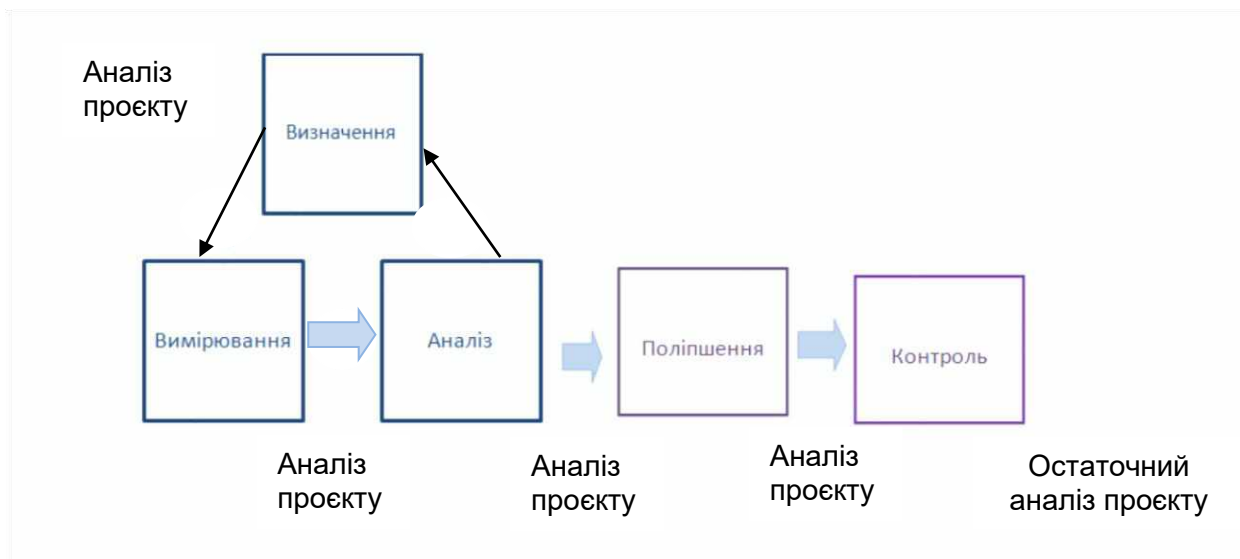 Аналіз
проєкту
Визначення
Вимірювання
Аналіз
Поліпшення
Контроль
Аналіз
проєкту
Аналіз
проєкту
Аналіз
проєкту
Остаточний
аналіз проєкту